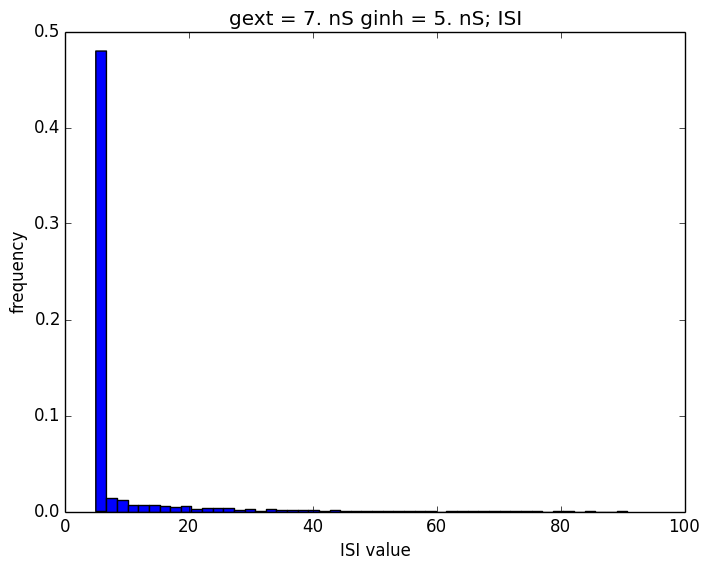 gext = 7. nS ginh = 5. nS; ISI
0.5
0.4
0.3
0.2
0.1
0.0
frequency
0 20 40 60 80 100
ISI value